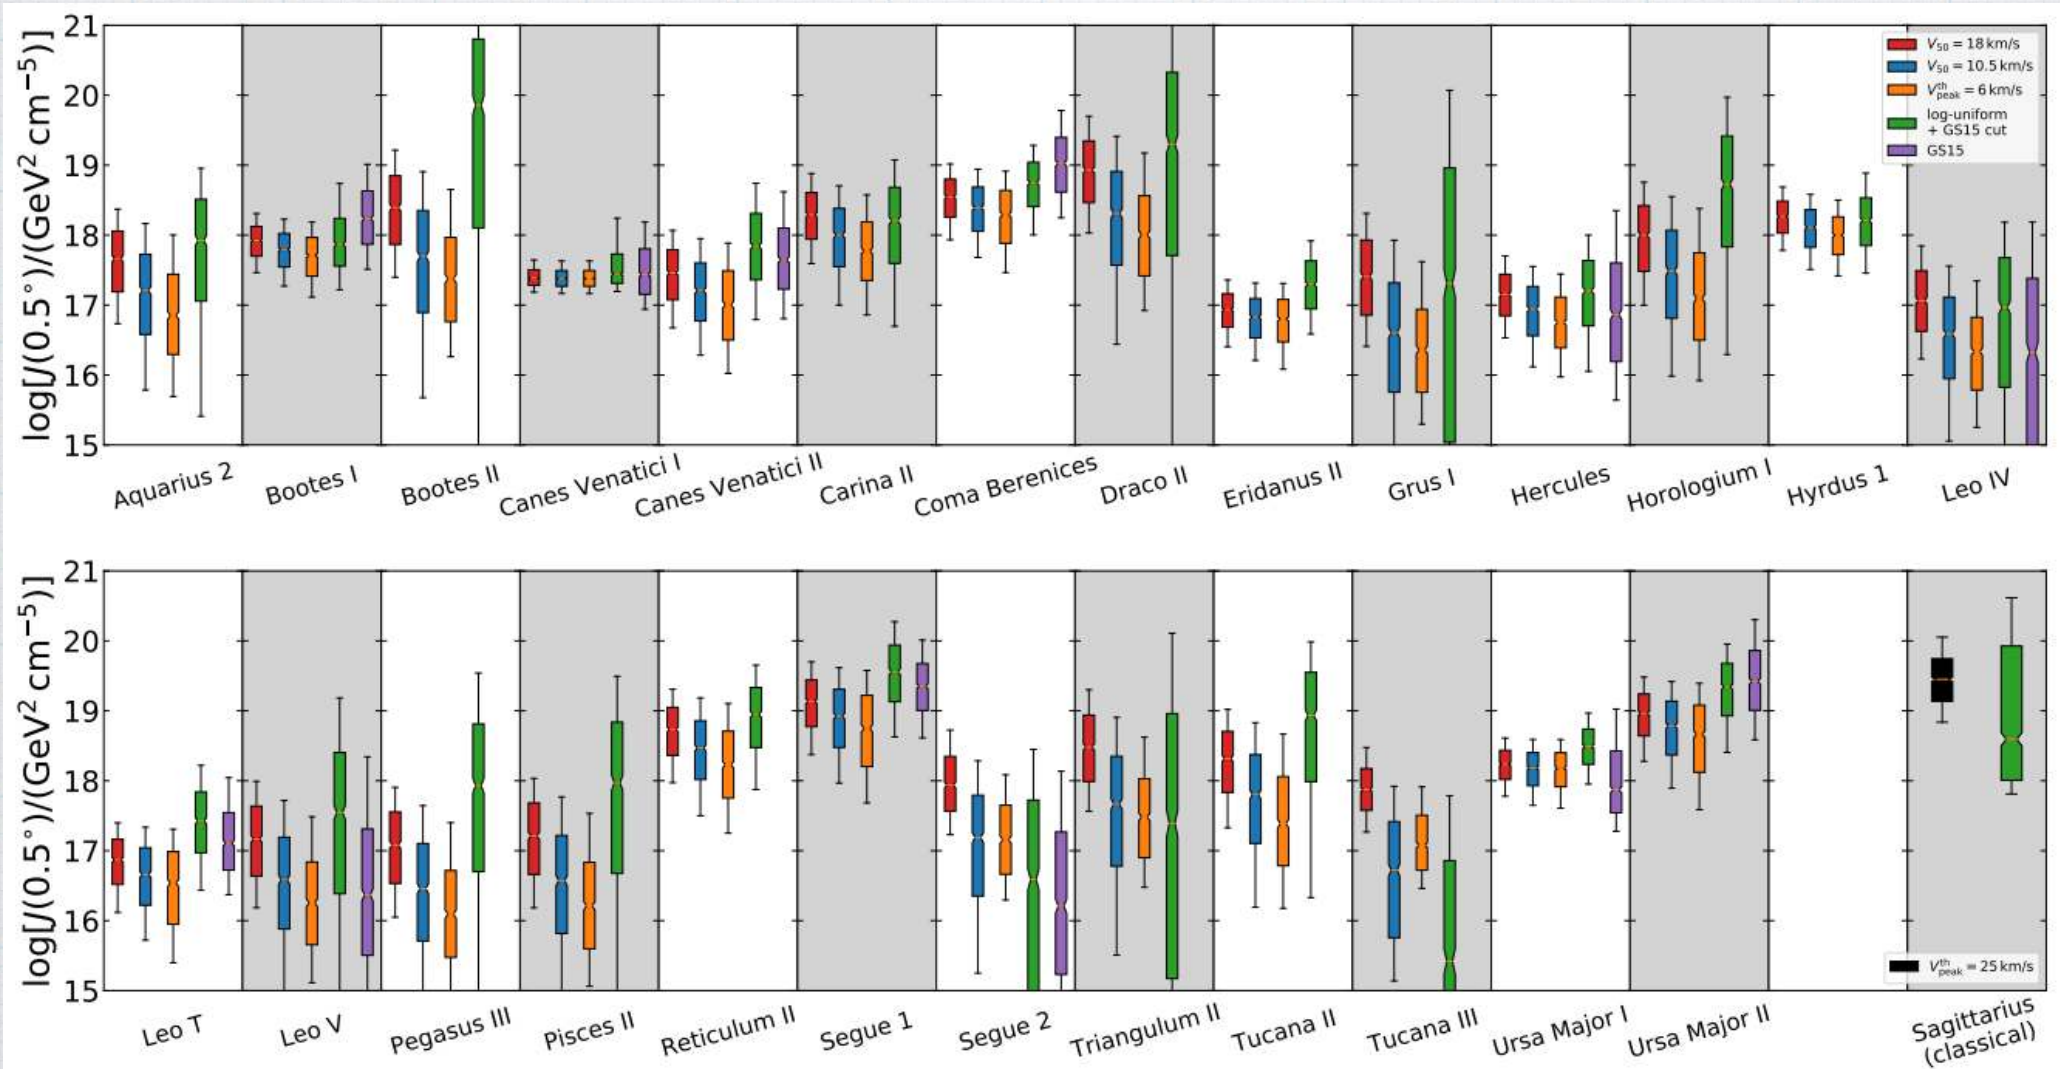 log[J(0.5°)/(GeV² cm⁻⁵)]
21
20
19
18
17
16
15
V₅₀ = 18 km/s
V₅₀ = 10.5 km/s
Vᵗʰpeak = 6 km/s
log-uniform
+ GS15 cut
GS15
Aquarius 2
Bootes I
Bootes II
Canes Venatici I
Canes Venatici II
Carina II
Coma Berenices
Draco II
Eridanus II
Grus I
Hercules
Horologium I
Hyrdus 1
Leo IV
log[J(0.5°)/(GeV² cm⁻⁵)]
21
20
19
18
17
16
15
Vᵗʰpeak = 25 km/s
Leo T
Leo V
Pegasus III
Pisces II
Reticulum II
Segue 1
Segue 2
Triangulum II
Tucana II
Tucana III
Ursa Major I
Ursa Major II
Sagittarius
(classical)